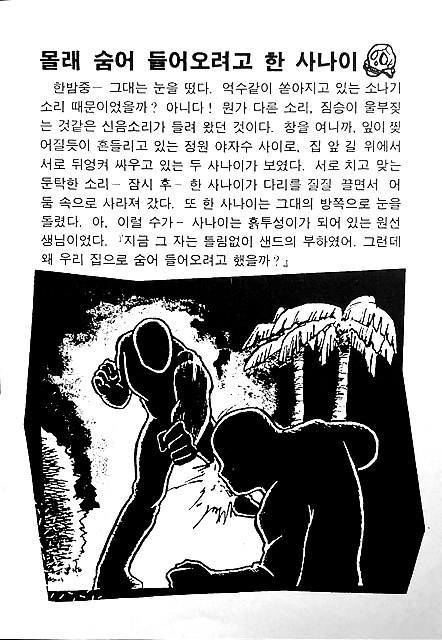 몰래 숨어 들어오려고 한 사나이
한밤중— 그대는 눈을 떴다. 억수같이 쏟아지고 있는 소나기
소리 때문이었을까? 아니다! 뭔가 다른 소리, 짐승이 울부짖
는 것같은 신음소리가 들려 왔던 것이다. 창을 여니까, 잎이 찢
어질듯이 흔들리고 있는 정원 야자수 사이로, 집 앞 길 위에서
서로 뒤엉켜 싸우고 있는 두 사나이가 보였다. 서로 치고 맞는
둔탁한 소리— 잠시 후— 한 사나이가 다리를 질질 끌면서 어
둠 속으로 사라져 갔다. 또 한 사나이는 그대의 방쪽으로 눈을
돌렸다. 아, 이럴 수가— 사나이는 흙투성이가 되어 있는 원선
생님이었다. 『지금 그 자는 틀림없이 샌드의 부하였어. 그런데
왜 우리 집으로 숨어 들어오려고 했을까?』